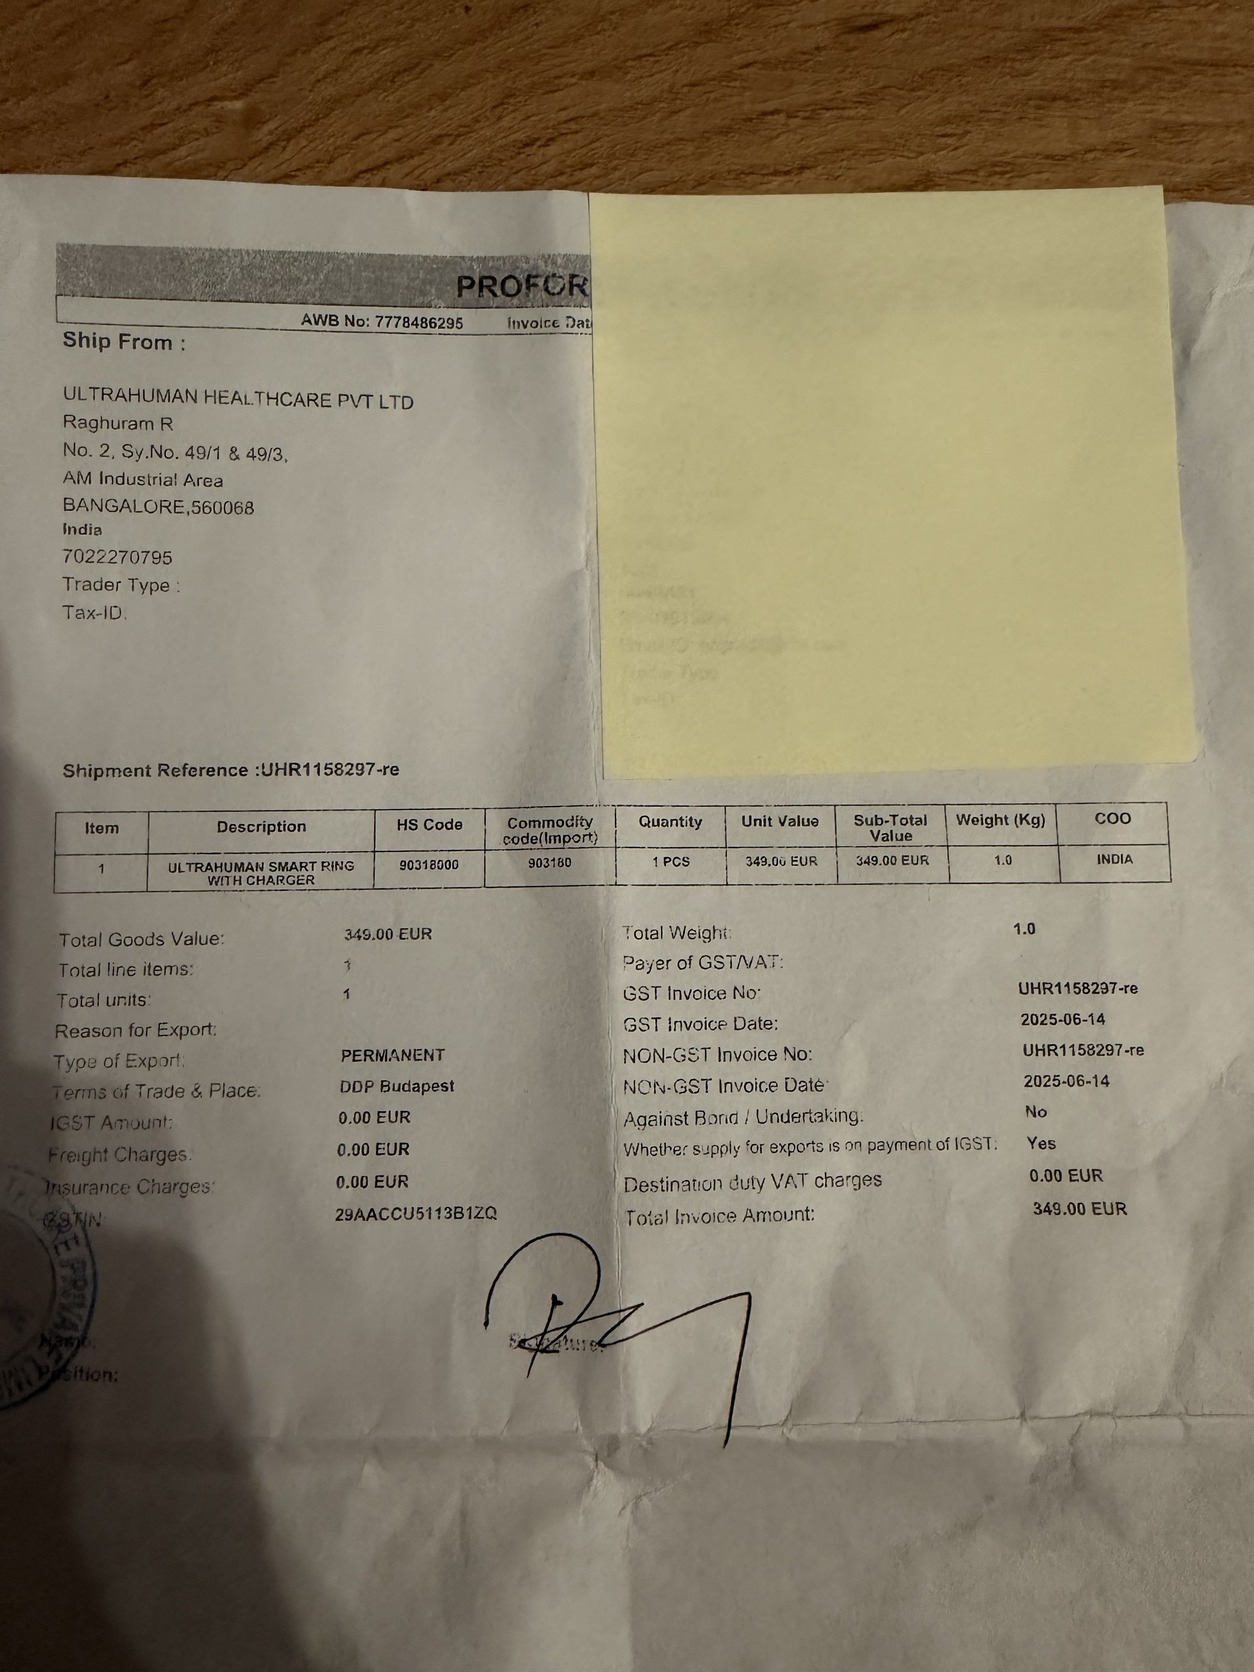 PROFOR
AWB No: 7778486295 Invoice Dat
Ship From :
ULTRAHUMAN HEALTHCARE PVT LTD
Raghuram R
No. 2, Sy.No. 49/1 & 49/3,
AM Industrial Area
BANGALORE,560068
India
7022270795
Trader Type :
Tax-ID.
Trader Type
Shipment Reference :UHR1158297-re
Item Description HS Code Commodity code(Import) Quantity Unit Value Sub-Total Value Weight (Kg) COO
1 ULTRAHUMAN SMART RING WITH CHARGER 90318000 903180 1 PCS 349.00 EUR 349.00 EUR 1.0 INDIA
Total Goods Value: 349.00 EUR Total Weight: 1.0
Total line items: 1 Payer of GST/VAT:
Total units: 1 GST Invoice No: UHR1158297-re
Reason for Export: GST Invoice Date: 2025-06-14
Type of Export: PERMANENT NON-GST Invoice No: UHR1158297-re
Terms of Trade & Place: DDP Budapest NON-GST Invoice Date: 2025-06-14
IGST Amount: 0.00 EUR Against Bond / Undertaking. No
Freight Charges. 0.00 EUR Whether supply for exports is on payment of IGST: Yes
Insurance Charges: 0.00 EUR Destination duty VAT charges 0.00 EUR
GSTIN: 29AACCU5113B1ZQ Total Invoice Amount: 349.00 EUR
Name: Signature:
Position: